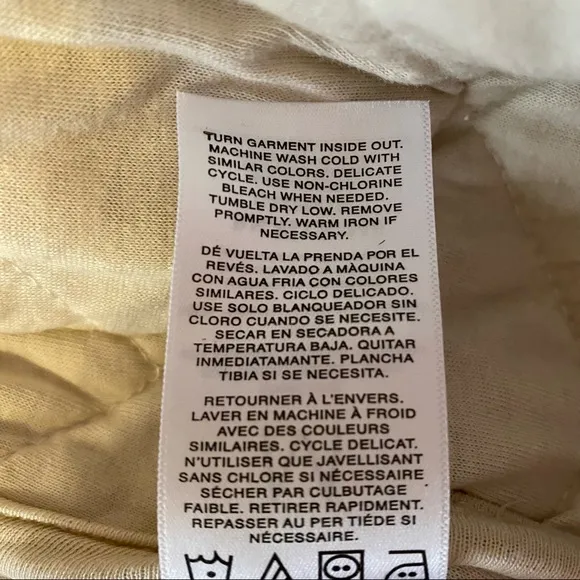 TURN GARMENT INSIDE OUT.
MACHINE WASH COLD WITH
SIMILAR COLORS. DELICATE
CYCLE. USE NON-CHLORINE
BLEACH WHEN NEEDED.
TUMBLE DRY LOW. REMOVE
PROMPTLY. WARM IRON IF
NECESSARY.
DÉ VUELTA LA PRENDA POR EL
REVÉS. LAVADO A MÀQUINA
CON AGUA FRIA CON COLORES
SIMILARES. CICLO DELICADO.
USE SOLO BLANQUEADOR SIN
CLORO CUANDO SE NECESITE.
SECAR EN SECADORA A
TEMPERATURA BAJA. QUITAR
INMEDIATAMANTE. PLANCHA
TIBIA SI SE NECESITA.
RETOURNER À L'ENVERS.
LAVER EN MACHINE À FROID
AVEC DES COULEURS
SIMILAIRES. CYCLE DELICAT.
N'UTILISER QUE JAVELLISANT
SANS CHLORE SI NÉCESSAIRE
SÉCHER PAR CULBUTAGE
FAIBLE. RETIRER RAPIDMENT.
REPASSER AU PER TIÉDE SI
NÉCESSAIRE.